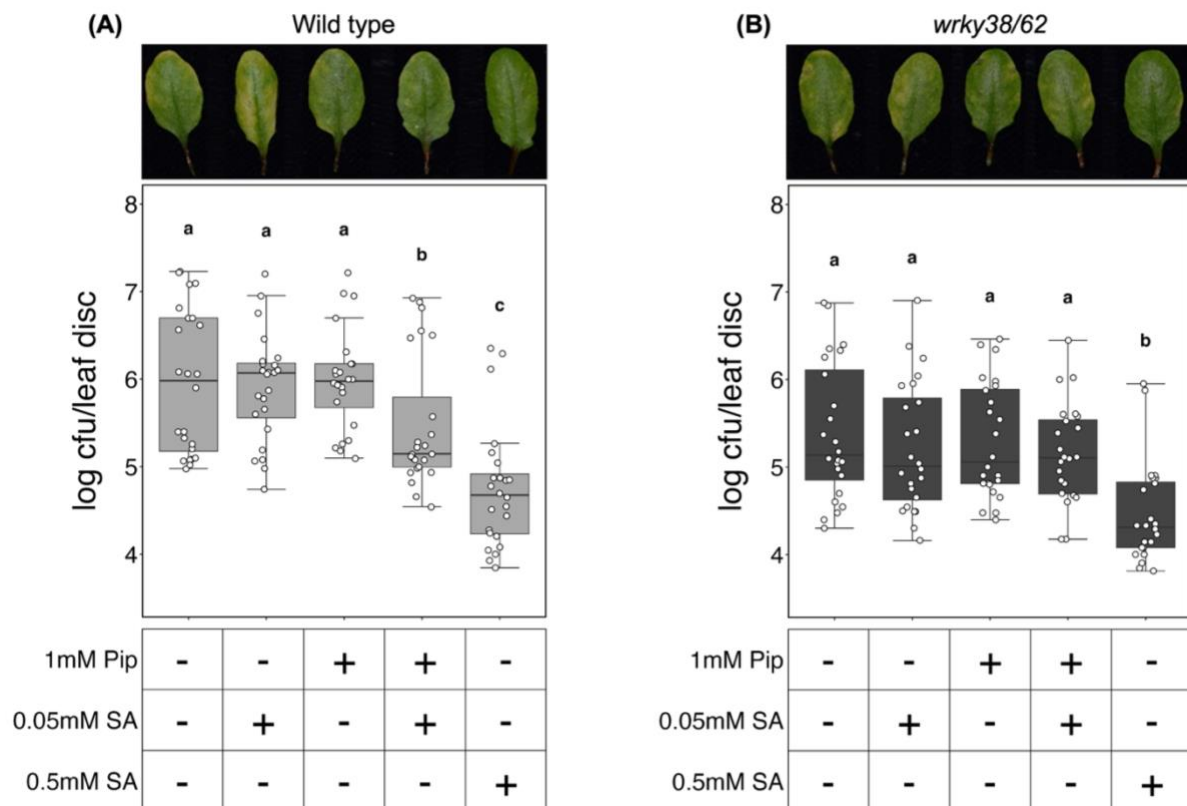 (A) Wild type
log cfu/leaf disc
8
7
6
5
4
a a a b c
1mM Pip - - + + -
0.05mM SA - + - + -
0.5mM SA - - - - +
(B) wrky38/62
log cfu/leaf disc
8
7
6
5
4
a a a a b
1mM Pip - - + + -
0.05mM SA - + - + -
0.5mM SA - - - - +